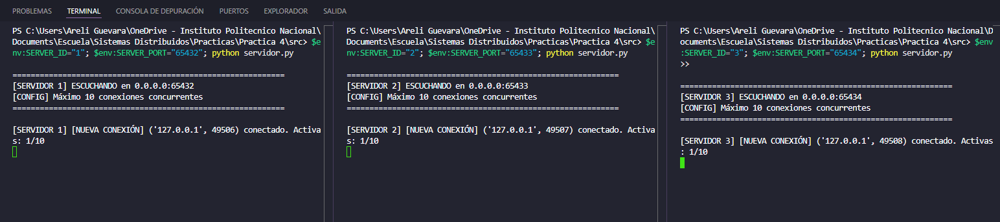 PROBLEMAS TERMINAL CONSOLA DE DEPURACIÓN PUERTOS EXPLORADOR SALIDA
PS C:\Users\Areli Guevara\OneDrive - Instituto Politecnico Nacional\
Documents\Escuela\Sistemas Distribuidos\Practicas\Practica 4\src> $e
nv:SERVER_ID="1"; $env:SERVER_PORT="65432"; python servidor.py
============================================================
[SERVIDOR 1] ESCUCHANDO en 0.0.0.0:65432
[CONFIG] Máximo 10 conexiones concurrentes
============================================================
[SERVIDOR 1] [NUEVA CONEXIÓN] ('127.0.0.1', 49506) conectado. Activa
s: 1/10
PS C:\Users\Areli Guevara\OneDrive - Instituto Politecnico Nacional\
Documents\Escuela\Sistemas Distribuidos\Practicas\Practica 4\src> $e
nv:SERVER_ID="2"; $env:SERVER_PORT="65433"; python servidor.py
============================================================
[SERVIDOR 2] ESCUCHANDO en 0.0.0.0:65433
[CONFIG] Máximo 10 conexiones concurrentes
============================================================
[SERVIDOR 2] [NUEVA CONEXIÓN] ('127.0.0.1', 49507) conectado. Activa
s: 1/10
PS C:\Users\Areli Guevara\OneDrive - Instituto Politecnico Nacional\D
ocuments\Escuela\Sistemas Distribuidos\Practicas\Practica 4\src> $env
:SERVER_ID="3"; $env:SERVER_PORT="65434"; python servidor.py
>>
============================================================
[SERVIDOR 3] ESCUCHANDO en 0.0.0.0:65434
[CONFIG] Máximo 10 conexiones concurrentes
============================================================
[SERVIDOR 3] [NUEVA CONEXIÓN] ('127.0.0.1', 49508) conectado. Activas
: 1/10